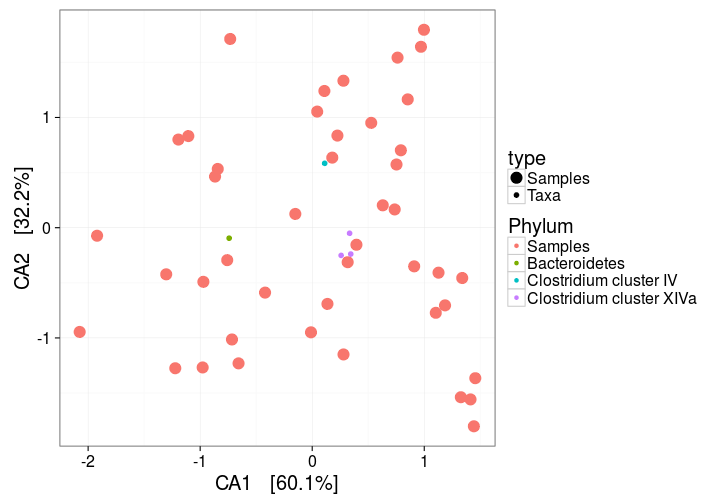 1
0
-1
CA2 [32.2%]
-2
-1
0
1
CA1 [60.1%]
type
Samples
Taxa
Phylum
Samples
Bacteroidetes
Clostridium cluster IV
Clostridium cluster XIVa